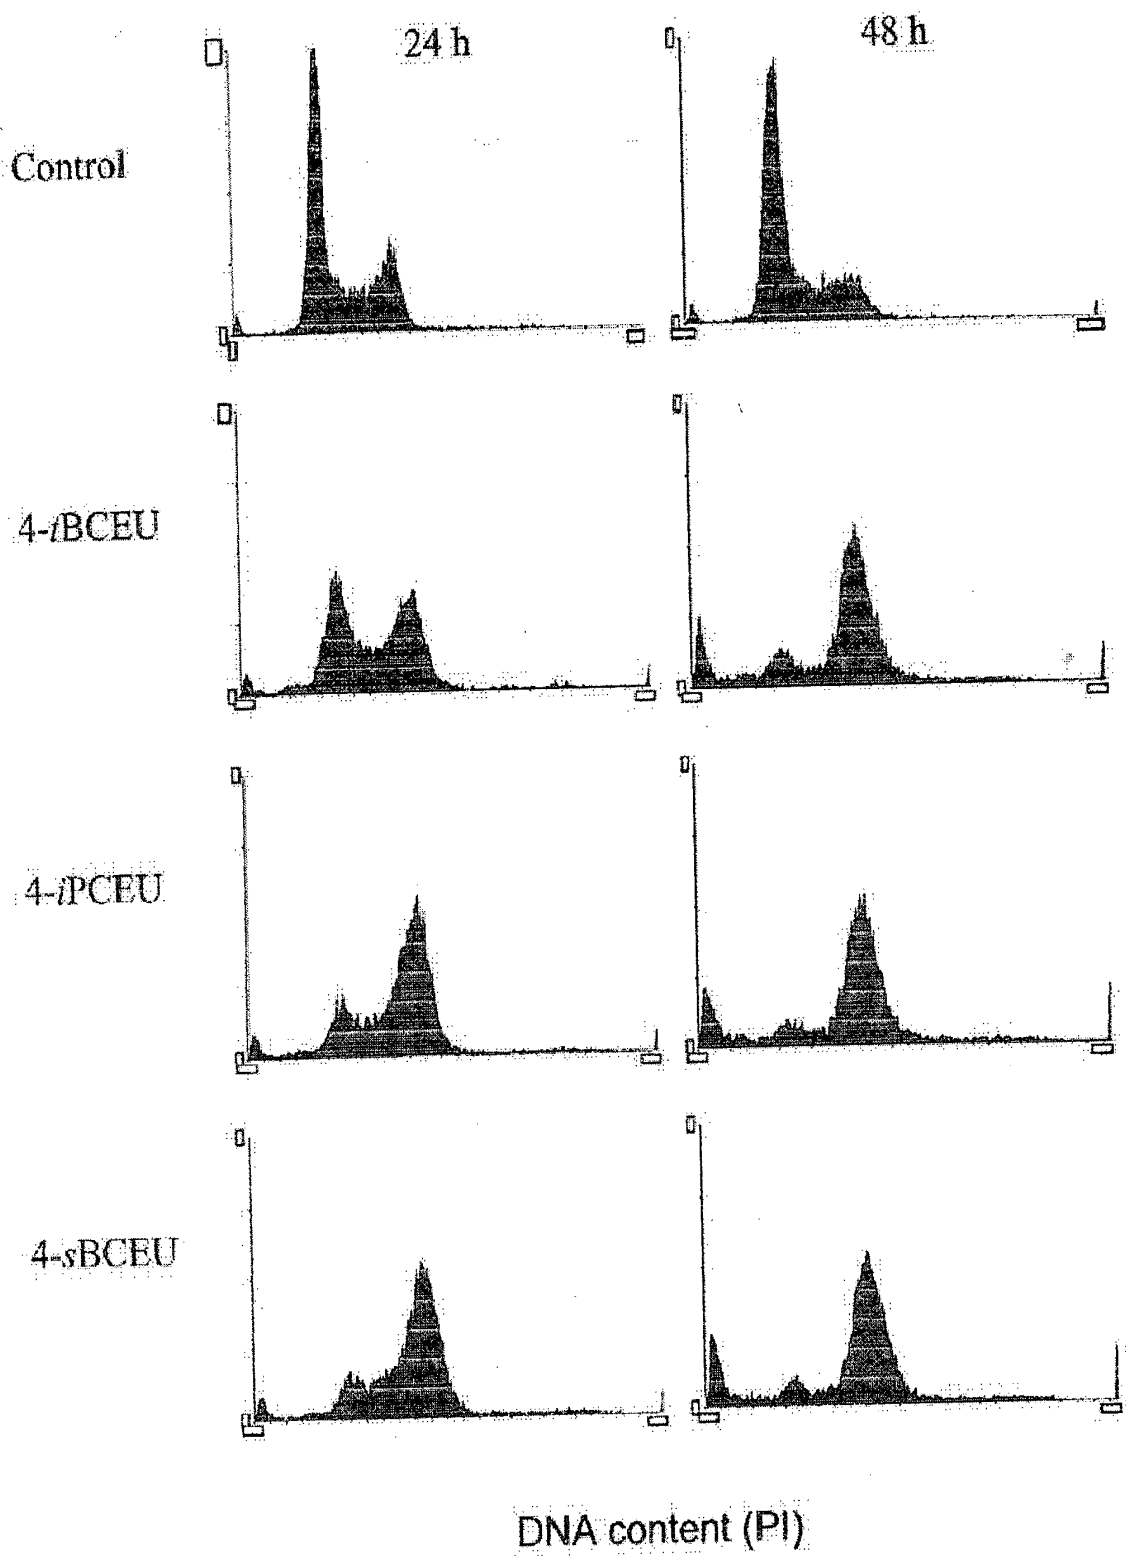 24 h
48 h
Control
4-tBCEU
4-iPCEU
4-sBCEU
DNA content (PI)